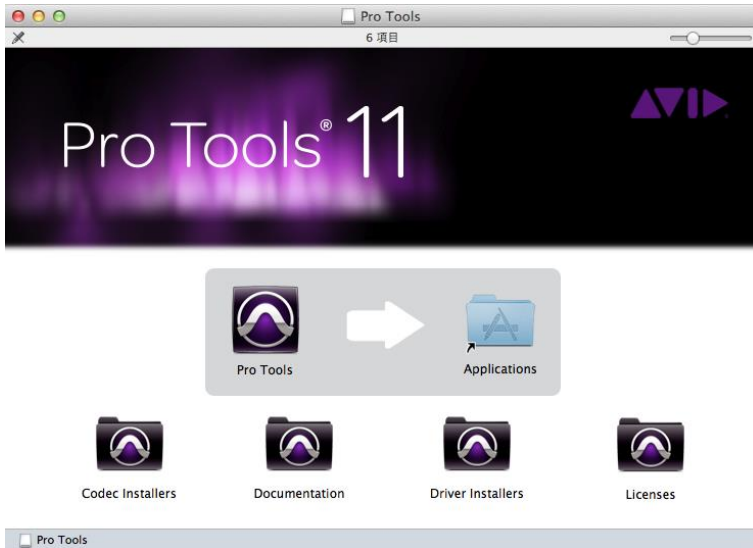 Pro Tools
6 項目
AVID
Pro Tools® 11
Pro Tools
Applications
Codec Installers
Documentation
Driver Installers
Licenses
Pro Tools